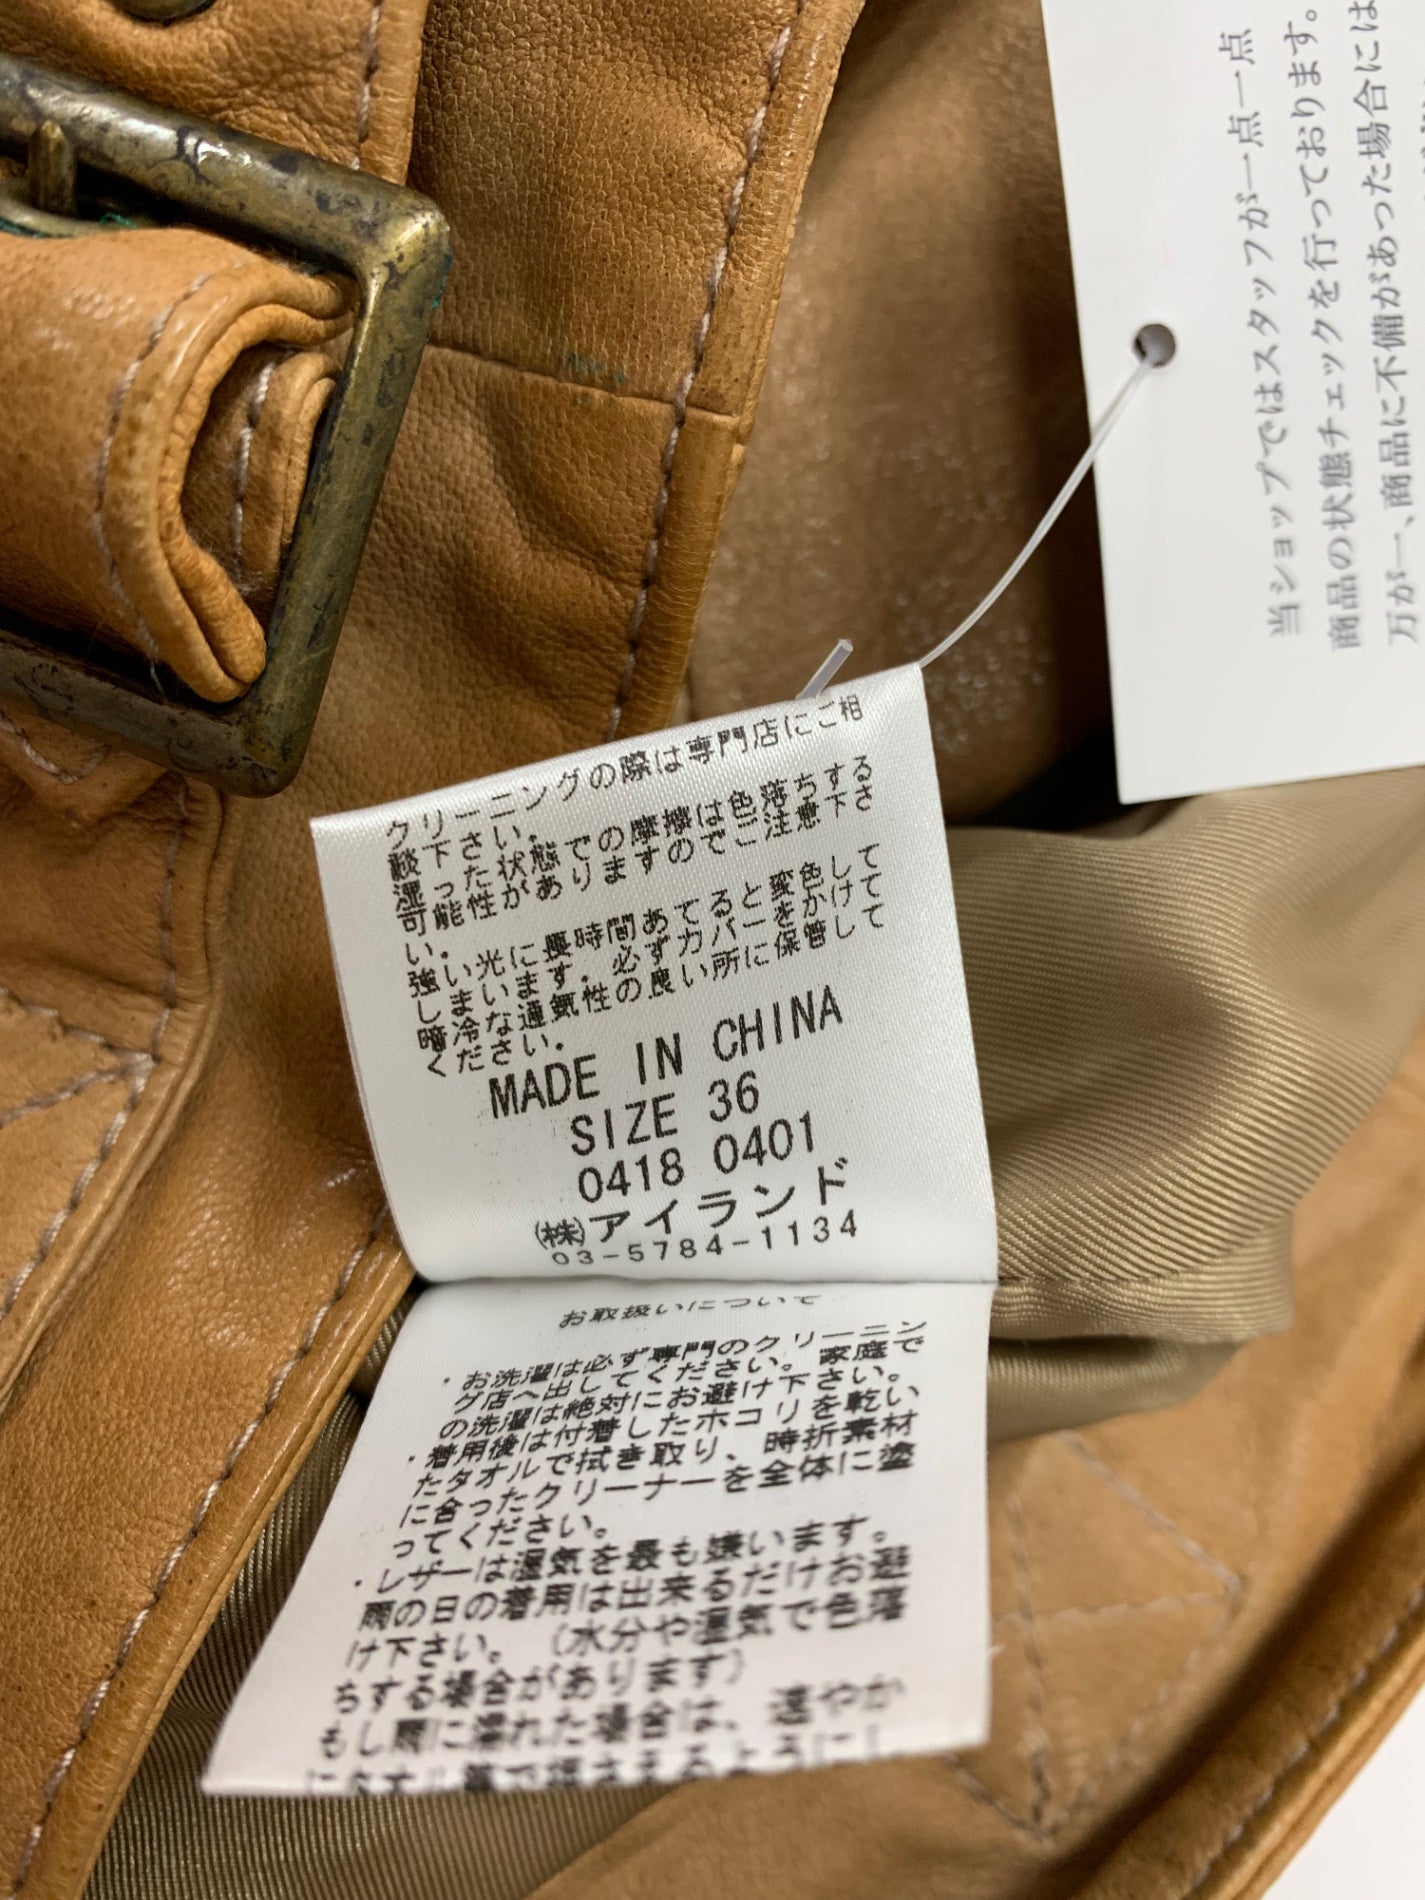 クリーニングの際は専門店にご相
談下さい.
湿った状態での摩擦は色落ちする
可能性がありますのでご注意下さ
い.
強い光に長時間あてると変色して
しまいます.必ずカバーをかけて
暗冷な通気性の良い所に保管して
ください.
MADE IN CHINA
SIZE 36
0418 0401
㈱アイランド
03-5784-1134
お取扱いについて
・お洗濯は必ず専門のクリーニン
グ店へ出してください。家庭で
の洗濯は絶対にお避け下さい。
・着用後は付着したホコリを乾い
たタオルで拭き取り、時折素材
に合ったクリーナーを全体に塗
ってください。
・レザーは湿気を最も嫌います。
雨の日の着用は出来るだけお避
け下さい。（水分や湿気で色落
ちする場合があります）
もし雨に濡れた場合は、速やか
にタオル等で押さえるようにし
当ショップではスタッフが一点一点
商品の状態チェックを行っております。
万が一、商品に不備があった場合には